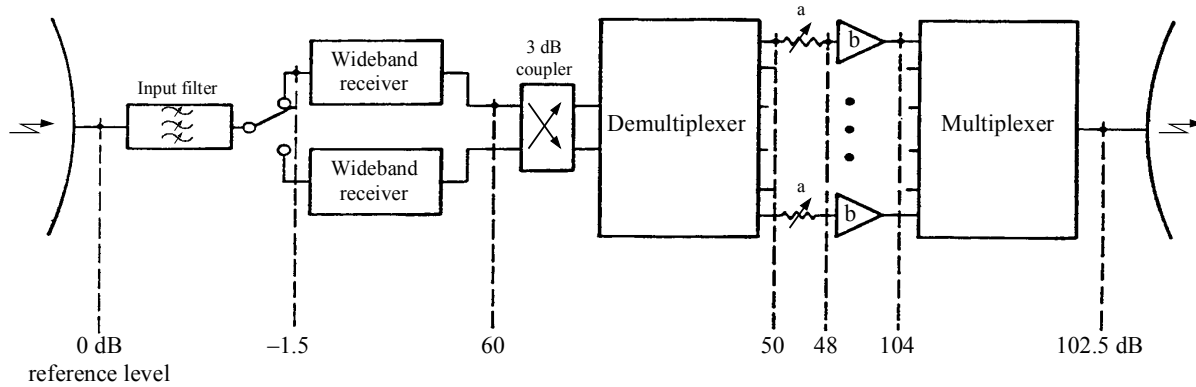 a
b
3 dB
coupler
Wideband
receiver
Input filter
Demultiplexer
Multiplexer
Wideband
receiver
a
b
0 dB
reference level
–1.5
60
50
48
104
102.5 dB